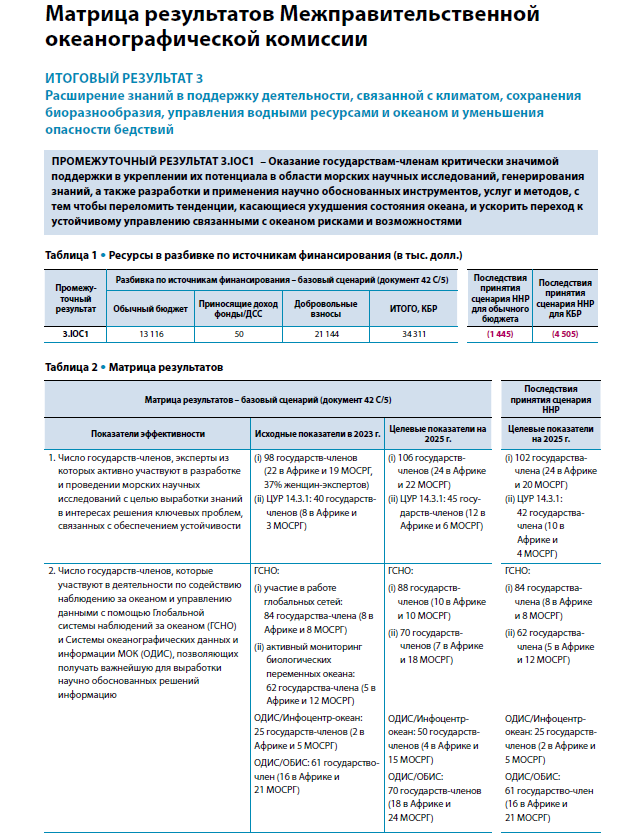 Матрица результатов Межправительственной
океанографической комиссии
ИТОГОВЫЙ РЕЗУЛЬТАТ 3
Расширение знаний в поддержку деятельности, связанной с климатом, сохранения
биоразнообразия, управления водными ресурсами и океаном и уменьшения
опасности бедствий
ПРОМЕЖУТОЧНЫЙ РЕЗУЛЬТАТ 3.IOC1 – Оказание государствам-членам критически значимой
поддержки в укреплении их потенциала в области морских научных исследований, генерирования
знаний, а также разработки и применения научно обоснованных инструментов, услуг и методов, с
тем чтобы переломить тенденции, касающиеся ухудшения состояния океана, и ускорить переход к
устойчивому управлению связанными с океаном рисками и возможностями
Таблица 1 • Ресурсы в разбивке по источникам финансирования (в тыс. долл.)
Промежу-
точный
результат
Разбивка по источникам финансирования – базовый сценарий (документ 42 C/5)
Обычный бюджет
Приносящие доход
фонды/ДСС
Добровольные
взносы
ИТОГО, КБР
Последствия
принятия
сценария ННР
для обычного
бюджета
Последствия
принятия
сценария ННР
для КБР
3.IOC1
13 116
50
21 144
34 311
(1 445)
(4 505)
Таблица 2 • Матрица результатов
Матрица результатов – базовый сценарий (документ 42 C/5)
Последствия
принятия сценария
ННР
Показатели эффективности
Исходные показатели в 2023 г.
Целевые показатели на
2025 г.
Целевые показатели
на 2025 г.
1. Число государств-членов, эксперты из
которых активно участвуют в разработке
и проведении морских научных
исследований с целью выработки знаний
в интересах решения ключевых проблем,
связанных с обеспечением устойчивости
(i) 98 государств-членов
(22 в Африке и 19 МОСРГ,
37% женщин-экспертов)
(ii) ЦУР 14.3.1: 40 государств-
членов (8 в Африке и
3 МОСРГ)
(i) 106 государств-
членов (24 в Африке
и 22 МОСРГ)
(ii) ЦУР 14.3.1: 45 госу-
дарств-членов (12 в
Африке и 6 МОСРГ)
(i) 102 государства-
члена (24 в Африке
и 20 МОСРГ)
(ii) ЦУР 14.3.1:
42 государства-
члена (10 в
Африке и
4 МОСРГ)
2. Число государств-членов, которые
участвуют в деятельности по содействию
наблюдению за океаном и управлению
данными с помощью Глобальной
системы наблюдений за океаном (ГСНО)
и Системы океанографических данных и
информации МОК (ОДИС), позволяющих
получать важнейшую для выработки
научно обоснованных решений
информацию
ГСНО:
(i) участие в работе
глобальных сетей:
84 государства-члена (8 в
Африке и 8 МОСРГ)
(ii) активный мониторинг
биологических
переменных океана:
62 государства-члена (5 в
Африке и 12 МОСРГ)
ОДИС/Инфоцентр-океан:
25 государств-членов (2 в
Африке и 5 МОСРГ)
ОДИС/ОБИС: 61 государство-
член (16 в Африке и
21 МОСРГ)
ГСНО:
(i) 88 государств-
членов
(10 в Африке
и 10 МОСРГ)
(ii) 70 государств-
членов (7 в Африке
и 18 МОСРГ)
ОДИС/Инфоцентр-
океан: 50 государств-
членов (4 в Африке и
15 МОСРГ)
ОДИС/ОБИС:
70 государств-членов
(18 в Африке и
24 МОСРГ)
ГСНО:
(i) 84 государства-
члена (8 в Африке
и 8 МОСРГ)
(ii) 62 государства-
члена (5 в Африке
и 12 МОСРГ)
ОДИС/Инфоцентр-
океан: 25 государств-
членов (2 в Африке и
5 МОСРГ)
ОДИС/ОБИС:
61 государство-член
(16 в Африке и
21 МОСРГ)